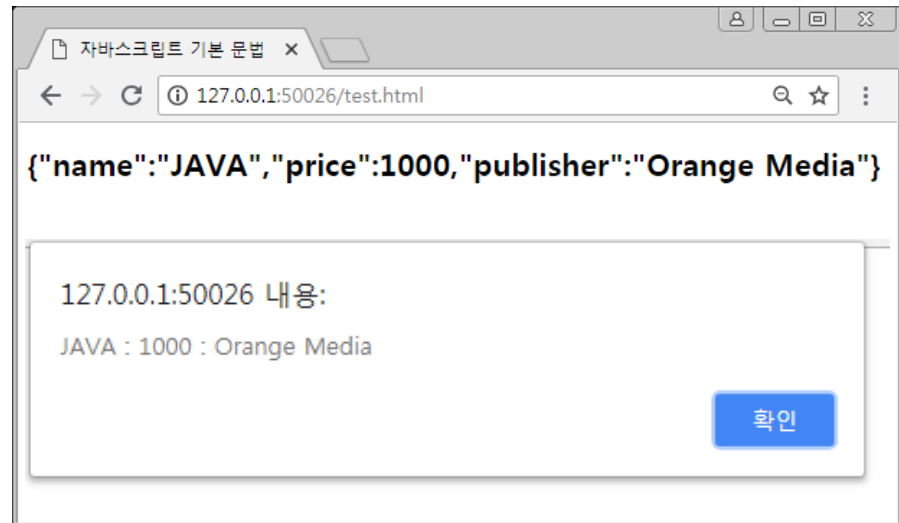 자바스크립트 기본 문법
127.0.0.1:50026/test.html
{"name":"JAVA","price":1000,"publisher":"Orange Media"}
127.0.0.1:50026 내용:
JAVA : 1000 : Orange Media
확인